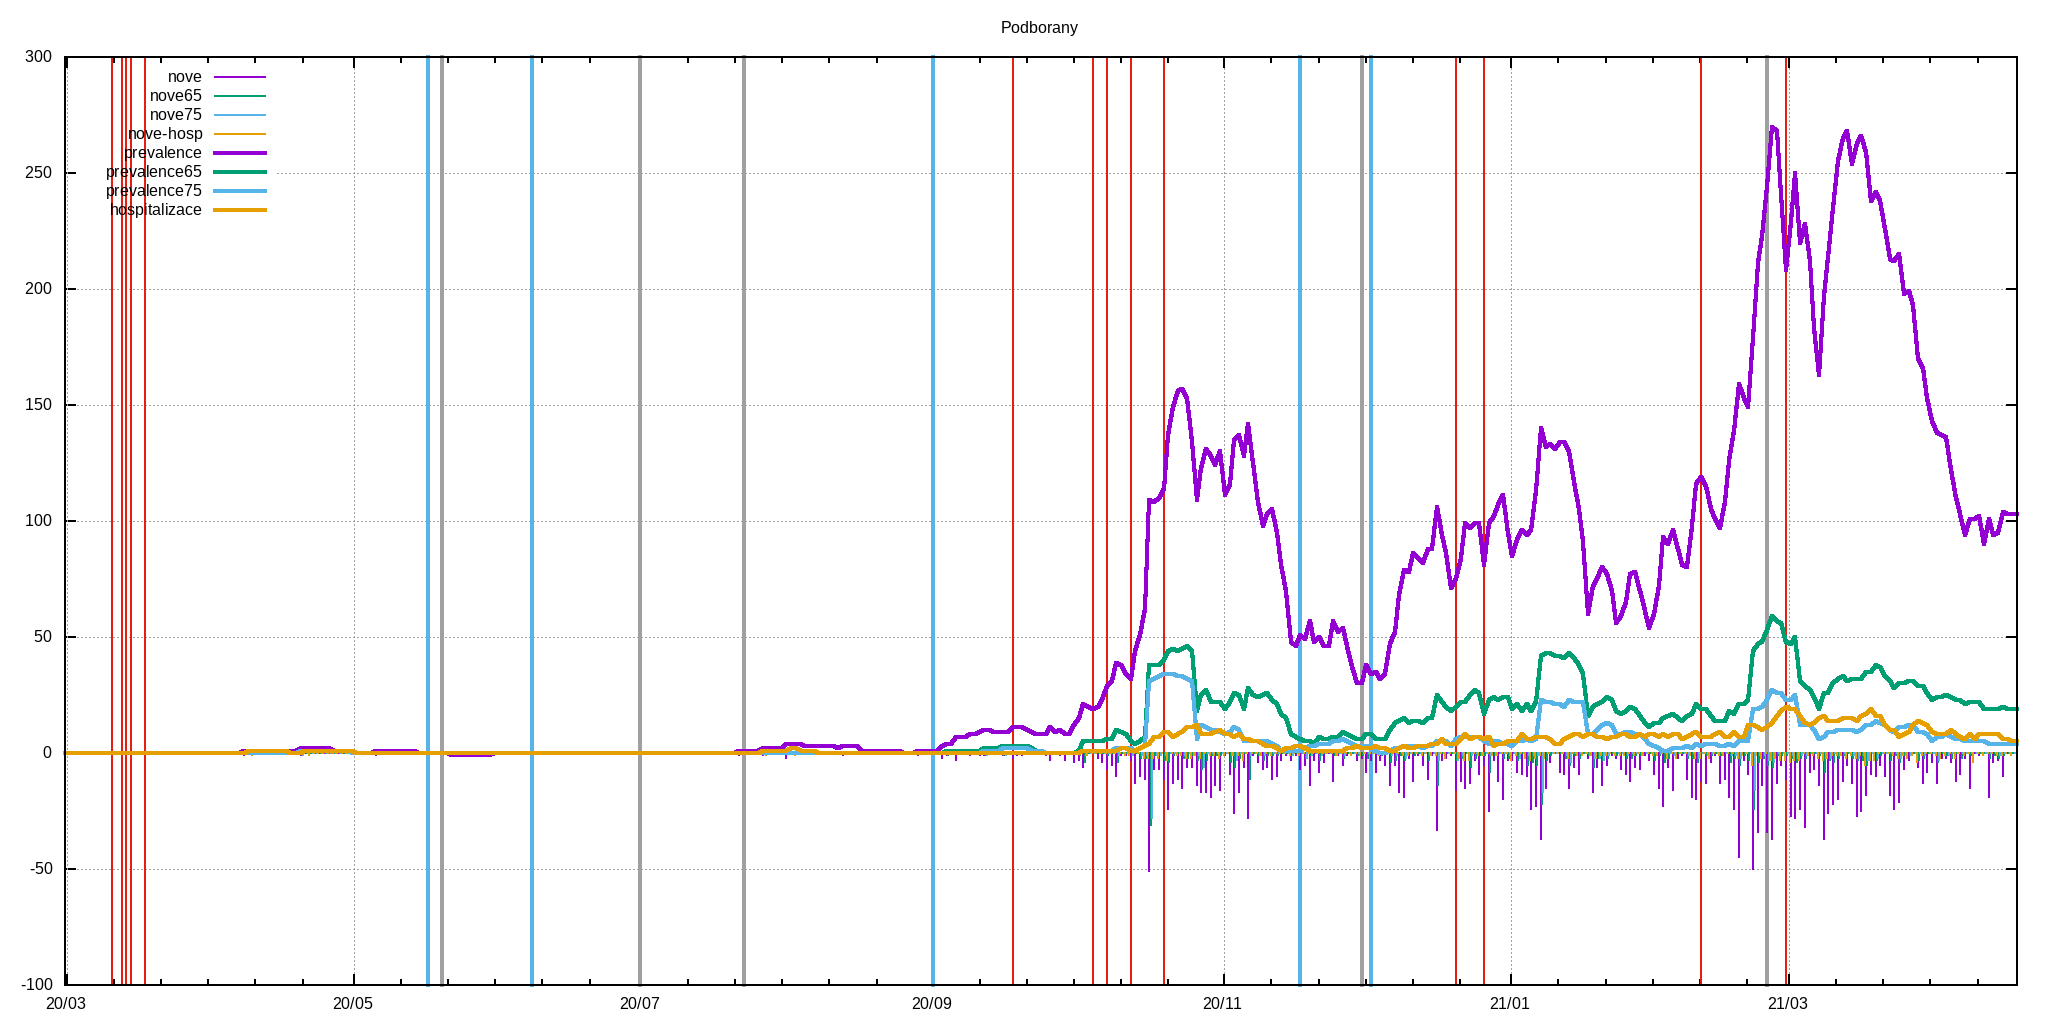 Podborany
300
250
200
150
100
50
0
-50
-100
nove
nove65
nove75
nove-hosp
prevalence
prevalence65
prevalence75
hospitalizace
20/03 20/05 20/07 20/09 20/11 21/01 21/03